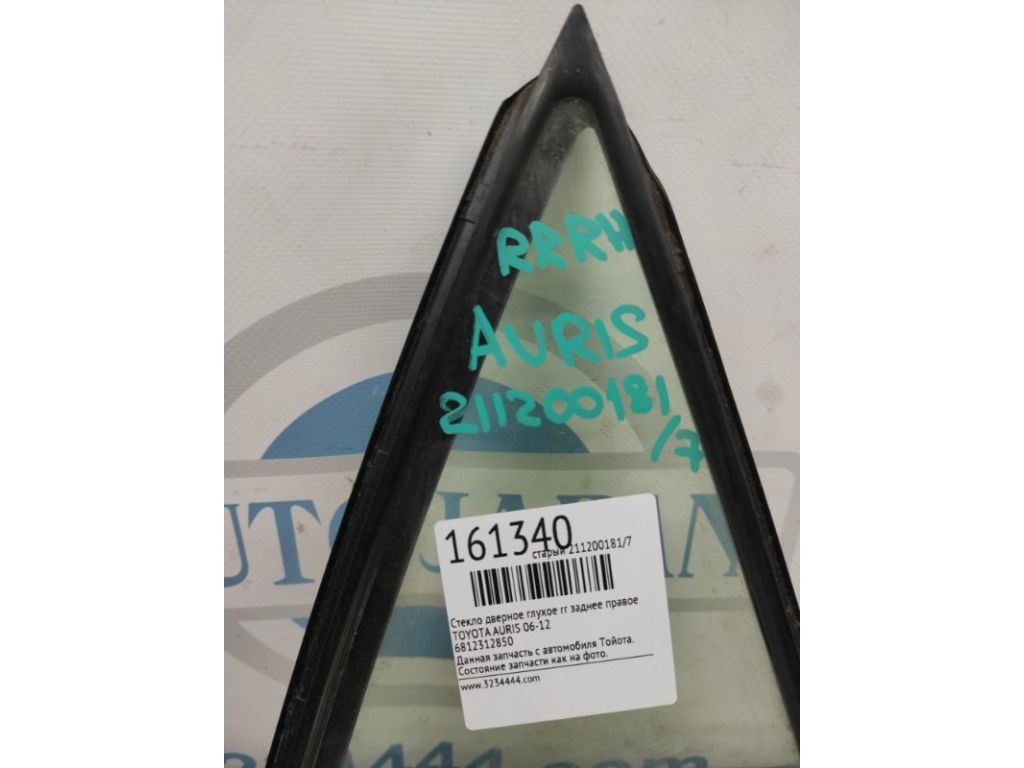 RRRH
AURIS
211200181
/7
161340
старый 211200181/7
Стекло дверное глухое rr заднее правое
TOYOTA AURIS 06-12
6812312850
Данная запчасть с автомобиля Тойота.
Состояние запчасти как на фото.
www.3234444.com